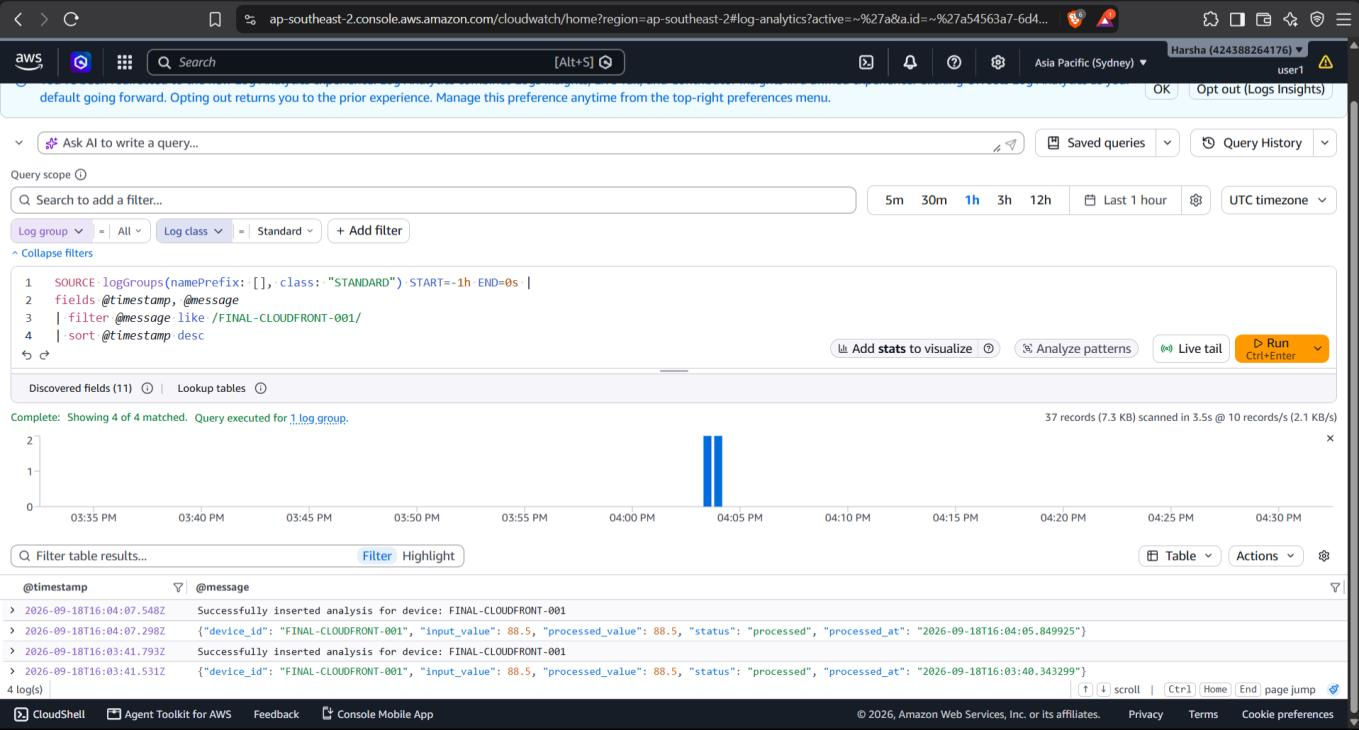 ap-southeast-2.console.aws.amazon.com/cloudwatch/home?region=ap-southeast-2#log-analytics?active=~%27a&a.id=~%27a54563a7-6d4...
aws
Search [Alt+S]
Asia Pacific (Sydney)
Harsha (424388264176)
user1
default going forward. Opting out returns you to the prior experience. Manage this preference anytime from the top-right preferences menu.
OK
Opt out (Logs Insights)
Ask AI to write a query...
Saved queries
Query History
Query scope
Search to add a filter...
5m 30m 1h 3h 12h Last 1 hour
UTC timezone
Log group = All Log class = Standard + Add filter
Collapse filters
1 SOURCE logGroups(namePrefix: [], class: "STANDARD") START=-1h END=0s |
2 fields @timestamp, @message
3 | filter @message like /FINAL-CLOUDFRONT-001/
4 | sort @timestamp desc
Add stats to visualize
Analyze patterns
Live tail
Run
Ctrl+Enter
Discovered fields (11) | Lookup tables
Complete: Showing 4 of 4 matched. Query executed for 1 log group.
37 records (7.3 KB) scanned in 3.5s @ 10 records/s (2.1 KB/s)
2
1
0
03:35 PM 03:40 PM 03:45 PM 03:50 PM 03:55 PM 04:00 PM 04:05 PM 04:10 PM 04:15 PM 04:20 PM 04:25 PM 04:30 PM
Filter table results... Filter Highlight
Table
Actions
@timestamp @message
2026-09-18T16:04:07.548Z Successfully inserted analysis for device: FINAL-CLOUDFRONT-001
2026-09-18T16:04:07.298Z {"device_id": "FINAL-CLOUDFRONT-001", "input_value": 88.5, "processed_value": 88.5, "status": "processed", "processed_at": "2026-09-18T16:04:05.849925"}
2026-09-18T16:03:41.793Z Successfully inserted analysis for device: FINAL-CLOUDFRONT-001
2026-09-18T16:03:41.531Z {"device_id": "FINAL-CLOUDFRONT-001", "input_value": 88.5, "processed_value": 88.5, "status": "processed", "processed_at": "2026-09-18T16:03:40.343299"}
4 log(s)
↑ ↓ scroll | Ctrl Home End page jump
CloudShell Agent Toolkit for AWS Feedback Console Mobile App
© 2026, Amazon Web Services, Inc. or its affiliates. Privacy Terms Cookie preferences